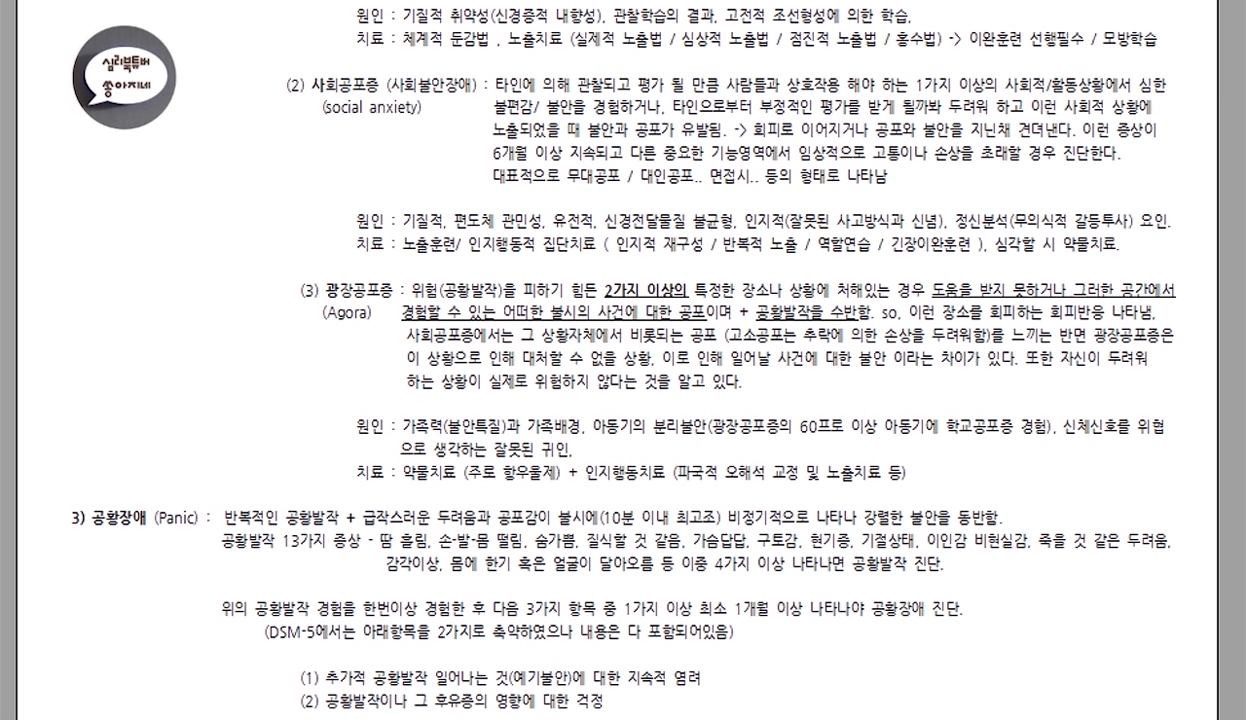 원인 : 기질적 취약성(신경증적 내향성), 관찰학습의 결과, 고전적 조선형성에 의한 학습,
치료 : 체계적 둔감법 , 노출치료 (실제적 노출법 / 심상적 노출법 / 점진적 노출법 / 홍수법) -> 이완훈련 선행필수 / 모방학습
심리북튜버
쏭아지네
(2) 사회공포증 (사회불안장애) : 타인에 의해 관찰되고 평가 될 만큼 사람들과 상호작용 해야 하는 1가지 이상의 사회적/활동상황에서 심한
(social anxiety) 불편감/ 불안을 경험하거나, 타인으로부터 부정적인 평가를 받게 될까봐 두려워 하고 이런 사회적 상황에
노출되었을 때 불안과 공포가 유발됨. -> 회피로 이어지거나 공포와 불안을 지닌채 견뎌낸다. 이런 증상이
6개월 이상 지속되고 다른 중요한 기능영역에서 임상적으로 고통이나 손상을 초래할 경우 진단한다.
대표적으로 무대공포 / 대인공포.. 면접시.. 등의 형태로 나타남
원인 : 기질적, 편도체 관민성, 유전적, 신경전달물질 불균형, 인지적(잘못된 사고방식과 신념), 정신분석(무의식적 갈등투사) 요인.
치료 : 노출훈련/ 인지행동적 집단치료 ( 인지적 재구성 / 반복적 노출 / 역할연습 / 긴장이완훈련 ), 심각할 시 약물치료.
(3) 광장공포증 : 위험(공황발작)을 피하기 힘든 2가지 이상의 특정한 장소나 상황에 처해있는 경우 도움을 받지 못하거나 그러한 공간에서
(Agora) 경험할 수 있는 어떠한 불시의 사건에 대한 공포이며 + 공황발작을 수반함. so, 이런 장소를 회피하는 회피반응 나타냄,
사회공포증에서는 그 상황자체에서 비롯되는 공포 (고소공포는 추락에 의한 손상을 두려워함)를 느끼는 반면 광장공포증은
이 상황으로 인해 대처할 수 없을 상황, 이로 인해 일어날 사건에 대한 불안 이라는 차이가 있다. 또한 자신이 두려워
하는 상황이 실제로 위험하지 않다는 것을 알고 있다.
원인 : 가족력(불안특질)과 가족배경, 아동기의 분리불안(광장공포증의 60프로 이상 아동기에 학교공포증 경험), 신체신호를 위협
으로 생각하는 잘못된 귀인,
치료 : 약물치료 (주로 항우울제) + 인지행동치료 (파국적 오해석 교정 및 노출치료 등)
3) 공황장애 (Panic) : 반복적인 공황발작 + 급작스러운 두려움과 공포감이 불시에(10분 이내 최고조) 비정기적으로 나타나 강렬한 불안을 동반함.
공황발작 13가지 증상 - 땀 흘림, 손-발-몸 떨림, 숨가쁨, 질식할 것 같음, 가슴답답, 구토감, 현기증, 기절상태, 이인감 비현실감, 죽을 것 같은 두려움,
감각이상, 몸에 한기 혹은 얼굴이 달아오름 등 이중 4가지 이상 나타나면 공황발작 진단.
위의 공황발작 경험을 한번이상 경험한 후 다음 3가지 항목 중 1가지 이상 최소 1개월 이상 나타나야 공황장애 진단.
(DSM-5에서는 아래항목을 2가지로 축약하였으나 내용은 다 포함되어있음)
(1) 추가적 공황발작 일어나는 것(예기불안)에 대한 지속적 염려
(2) 공황발작이나 그 후유증의 영향에 대한 걱정